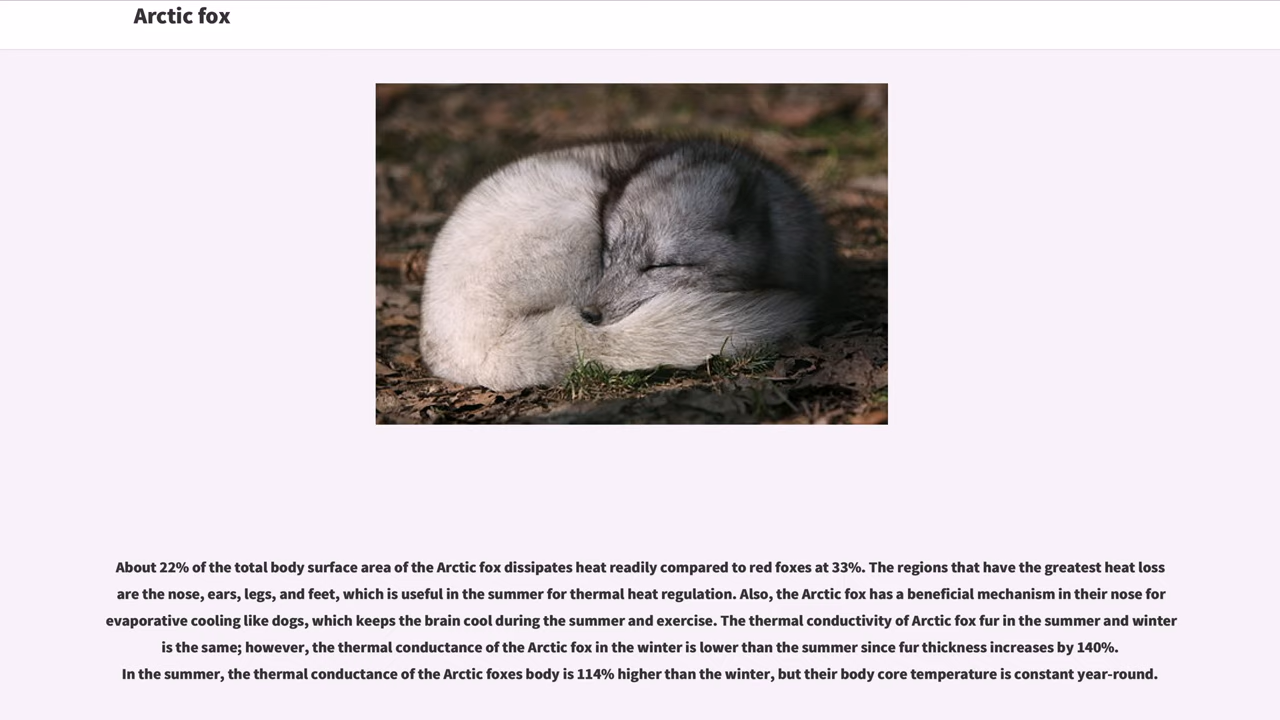 Arctic fox
About 22% of the total body surface area of the Arctic fox dissipates heat readily compared to red foxes at 33%. The regions that have the greatest heat loss
are the nose, ears, legs, and feet, which is useful in the summer for thermal heat regulation. Also, the Arctic fox has a beneficial mechanism in their nose for
evaporative cooling like dogs, which keeps the brain cool during the summer and exercise. The thermal conductivity of Arctic fox fur in the summer and winter
is the same; however, the thermal conductance of the Arctic fox in the winter is lower than the summer since fur thickness increases by 140%.
In the summer, the thermal conductance of the Arctic foxes body is 114% higher than the winter, but their body core temperature is constant year-round.